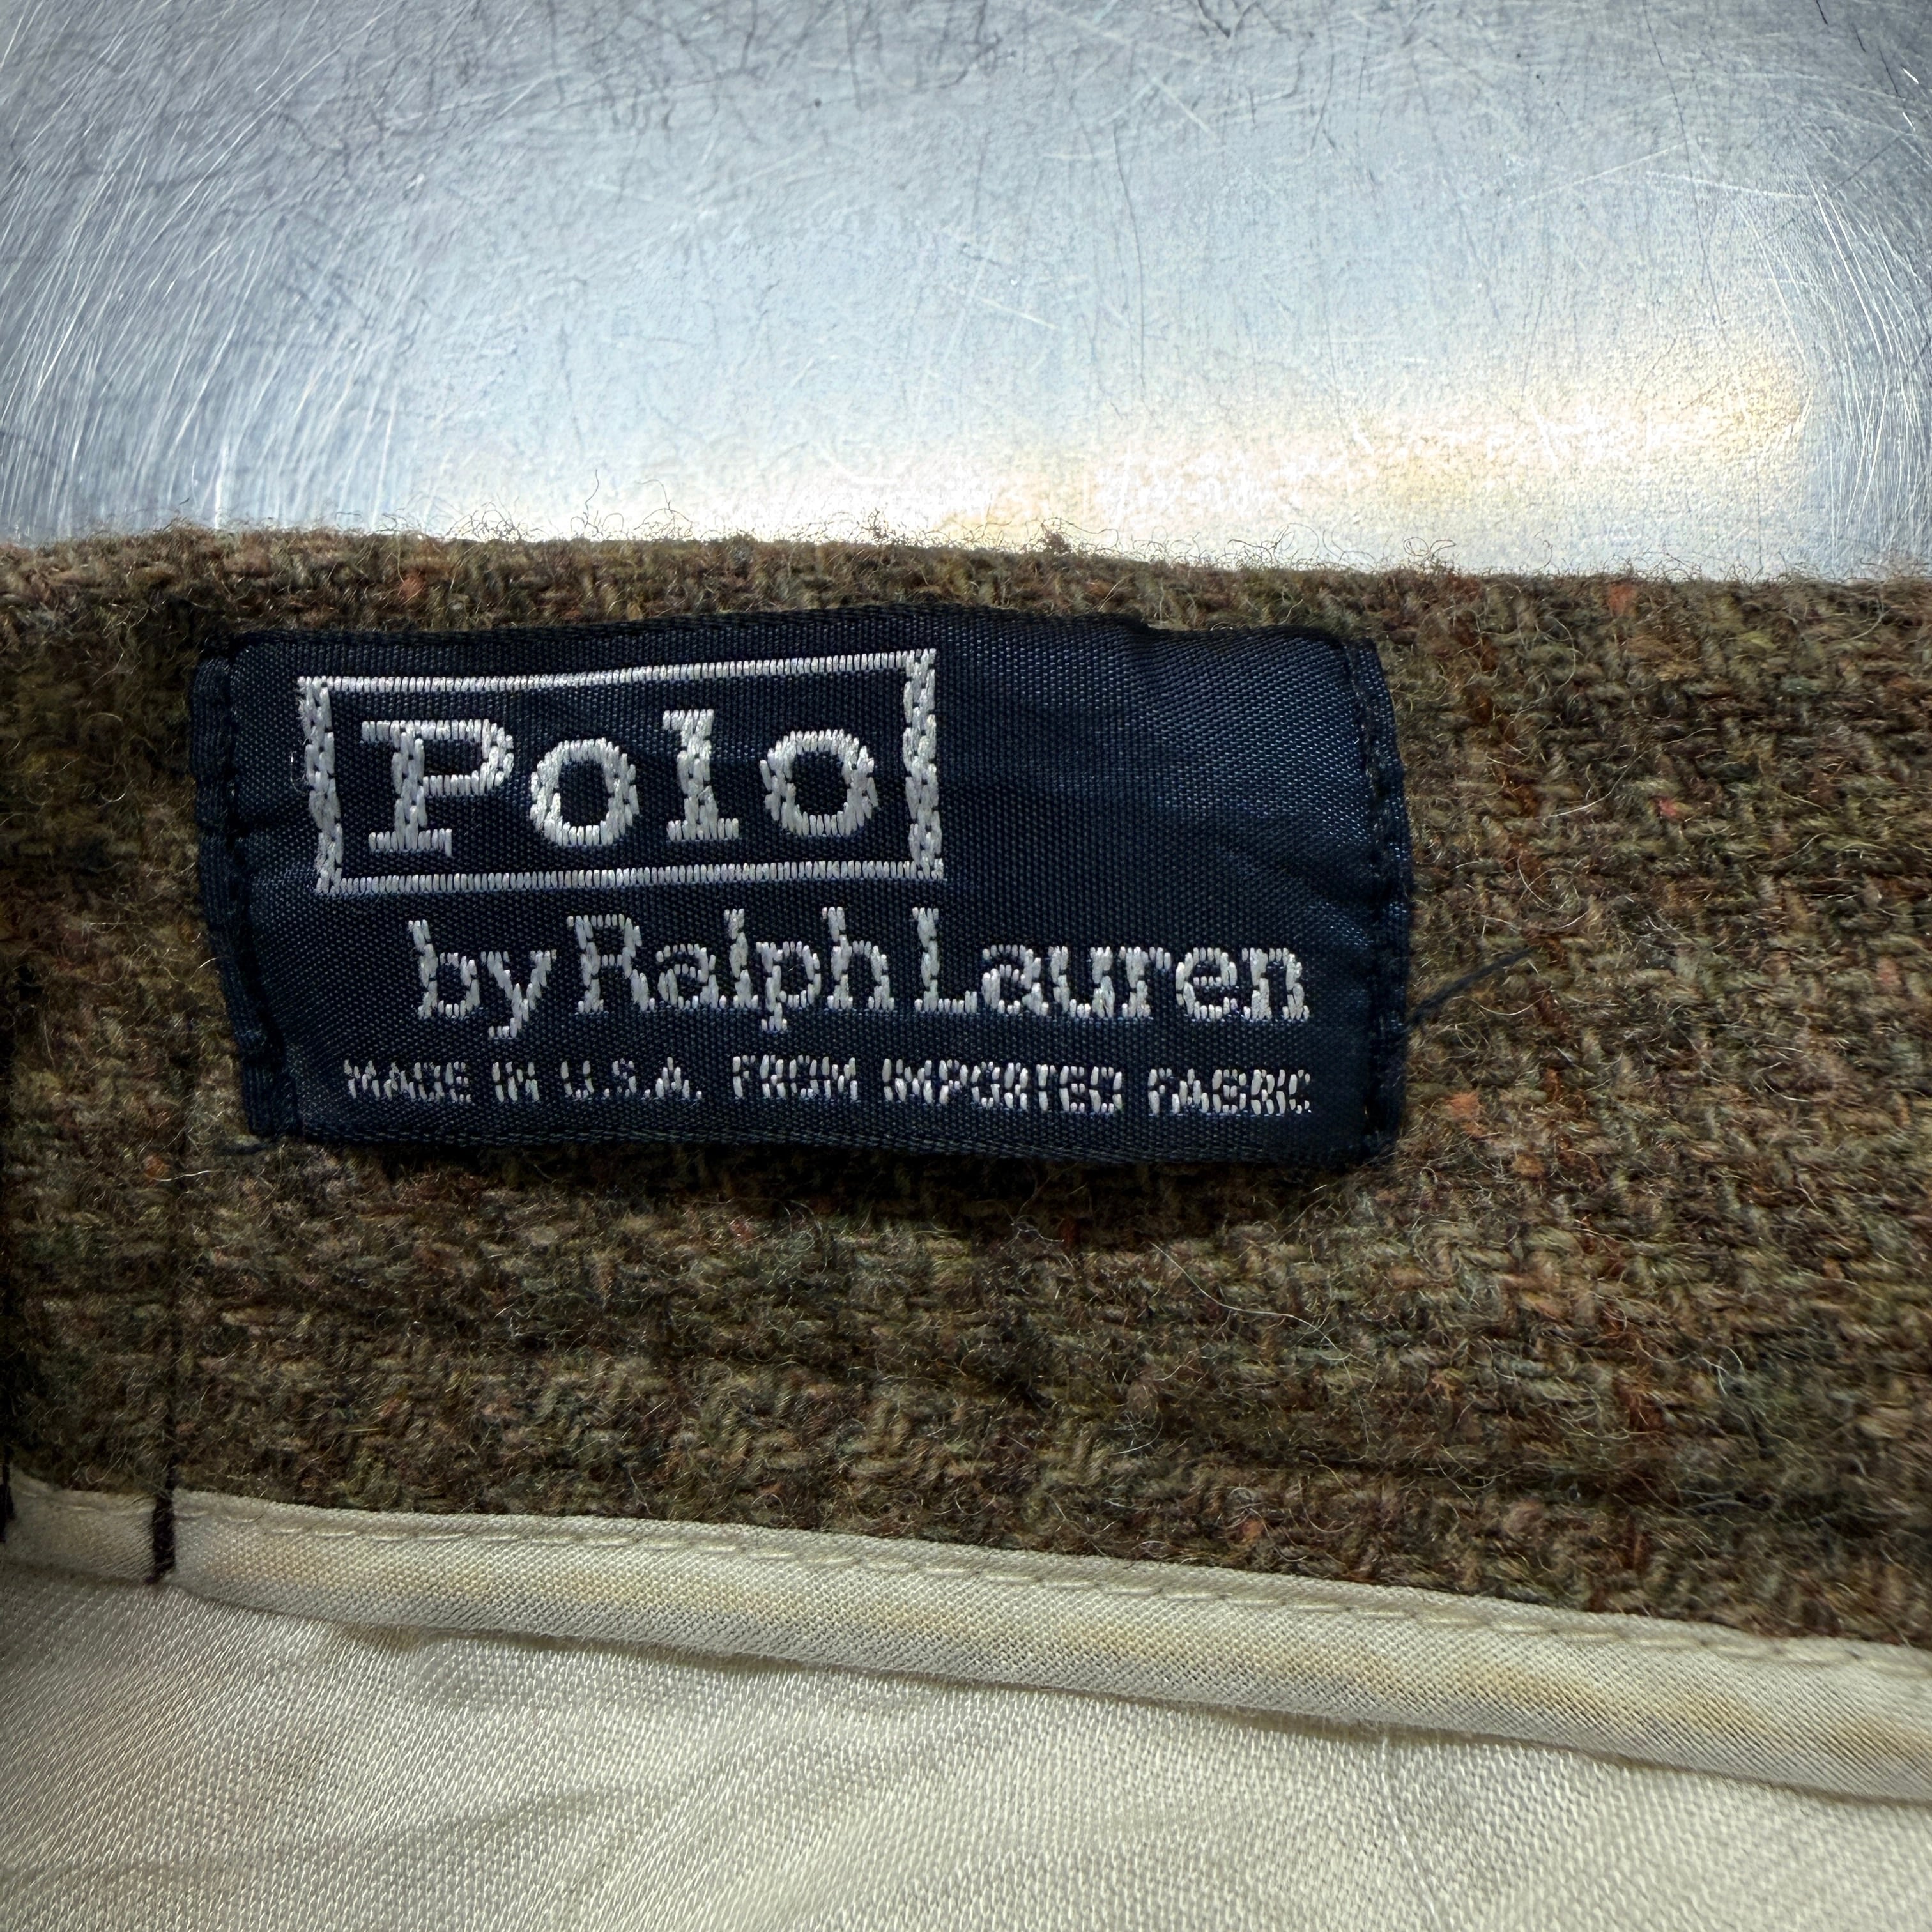 Polo
by Ralph Lauren
MADE IN U.S.A. FROM IMPORTED FABRIC